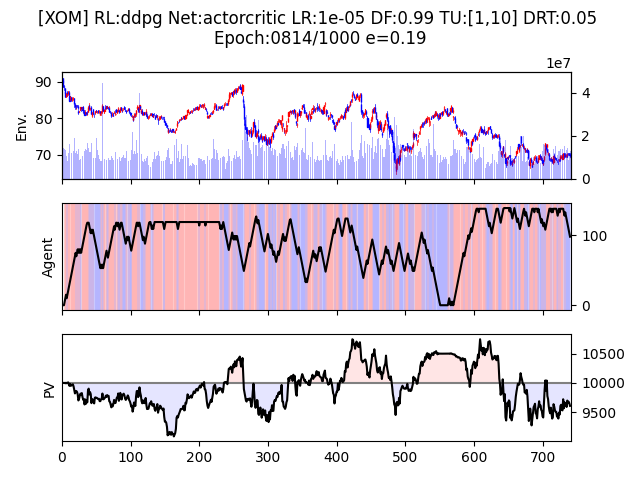 [XOM] RL:ddpg Net:actorcritic LR:1e-05 DF:0.99 TU:[1,10] DRT:0.05
Epoch:0814/1000 e=0.19
1e7
90
80
70
Env.
4
2
0
Agent
100
0
PV
10500
10000
9500
0 100 200 300 400 500 600 700